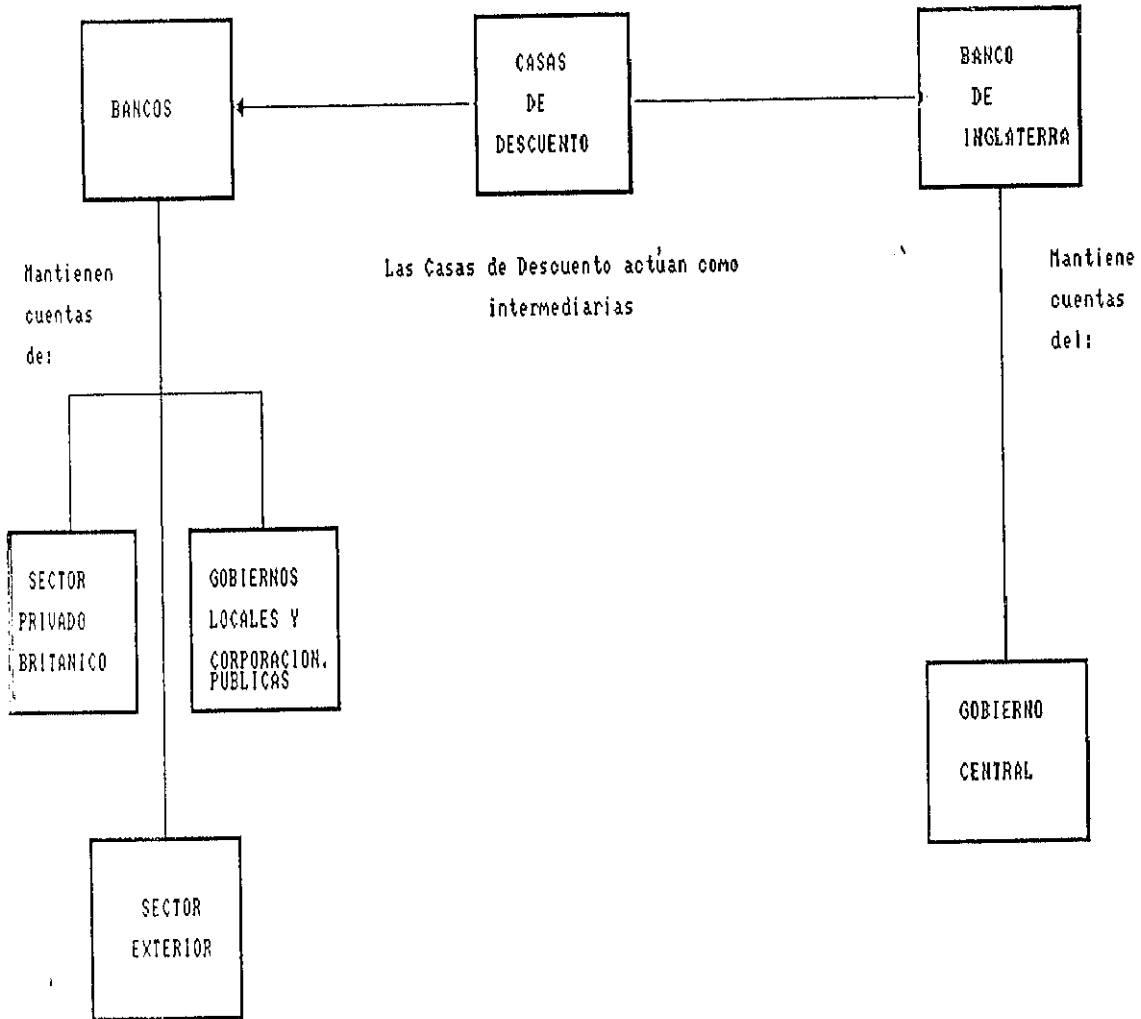 BANCOS
CASAS
DE
DESCUENTO
BANCO
DE
INGLATERRA
Mantienen
cuentas
de:
Las Casas de Descuento actúan como
intermediarias
Mantiene
cuentas
del:
SECTOR
PRIVADO
BRITANICO
GOBIERNOS
LOCALES Y
CORPORACION.
PUBLICAS
GOBIERNO
CENTRAL
SECTOR
EXTERIOR